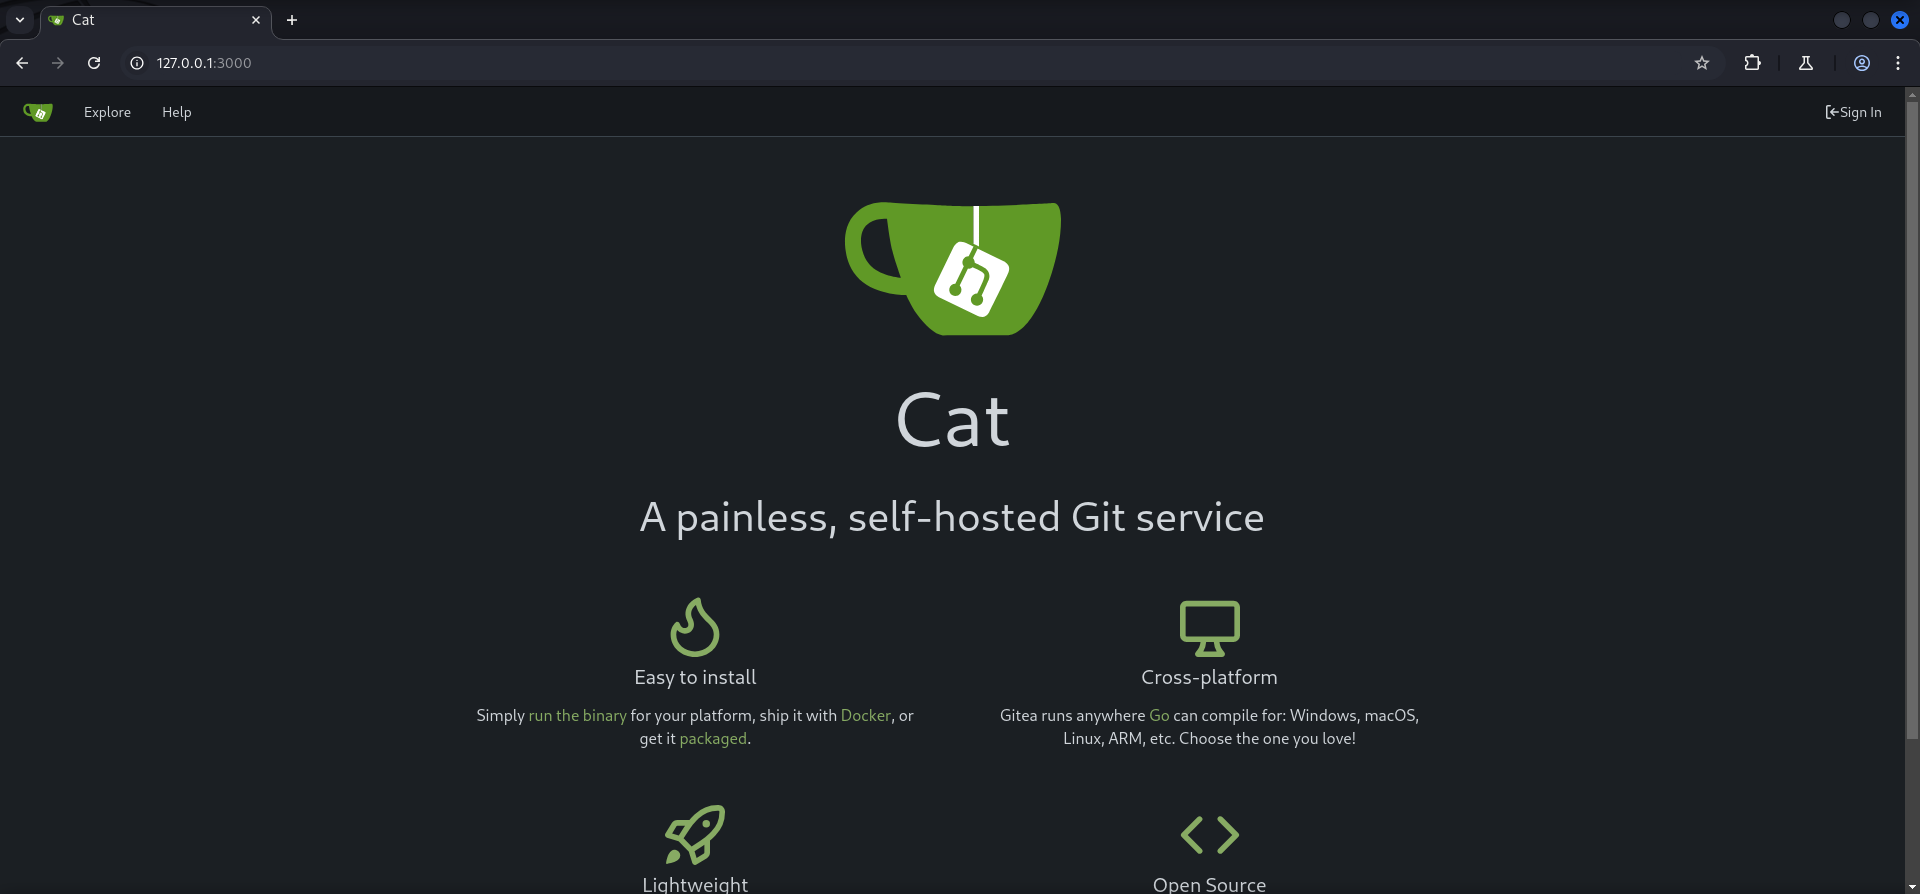 Cat
127.0.0.1:3000
Explore
Help
Sign In
Cat
A painless, self-hosted Git service
Easy to install
Simply run the binary for your platform, ship it with Docker, or
get it packaged.
Cross-platform
Gitea runs anywhere Go can compile for: Windows, macOS,
Linux, ARM, etc. Choose the one you love!
Lightweight
Open Source